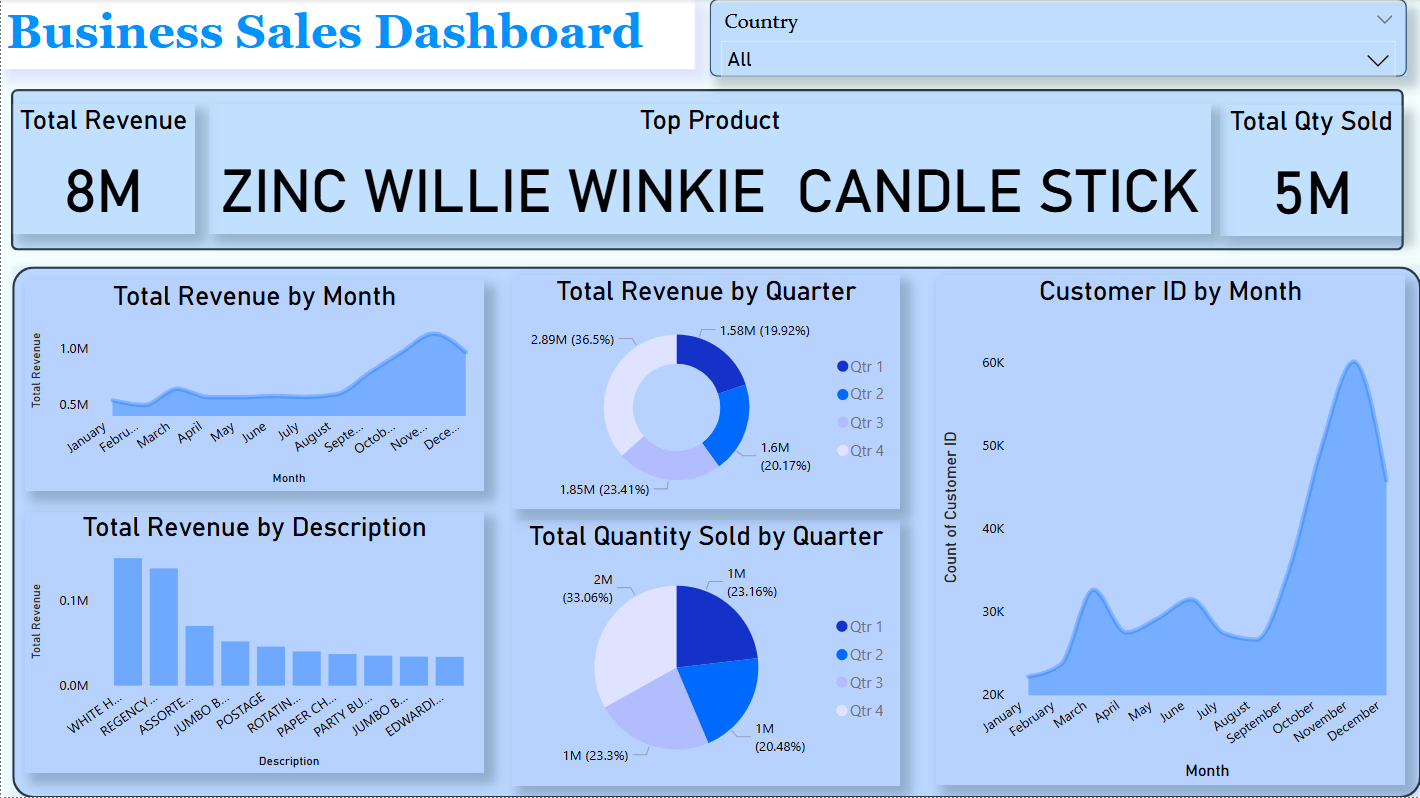 Business Sales Dashboard
Country
All
Total Revenue
8M
Top Product
ZINC WILLIE WINKIE  CANDLE STICK
Total Qty Sold
5M
Total Revenue by Month
Total Revenue
1.0M
0.5M
January
Febru...
March
April
May
June
July
August
Septe...
Octob...
Nove...
Dece...
Month
Total Revenue by Quarter
2.89M (36.5%)
1.58M (19.92%)
1.6M
(20.17%)
1.85M (23.41%)
Qtr 1
Qtr 2
Qtr 3
Qtr 4
Customer ID by Month
Count of Customer ID
60K
50K
40K
30K
20K
January
February
March
April
May
June
July
August
September
October
November
December
Month
Total Revenue by Description
Total Revenue
0.1M
0.0M
WHITE H...
REGENCY...
ASSORTE...
JUMBO B...
POSTAGE
ROTATIN...
PAPER CH...
PARTY BU...
JUMBO B...
EDWARDI...
Description
Total Quantity Sold by Quarter
2M
(33.06%)
1M
(23.16%)
1M
(20.48%)
1M (23.3%)
Qtr 1
Qtr 2
Qtr 3
Qtr 4